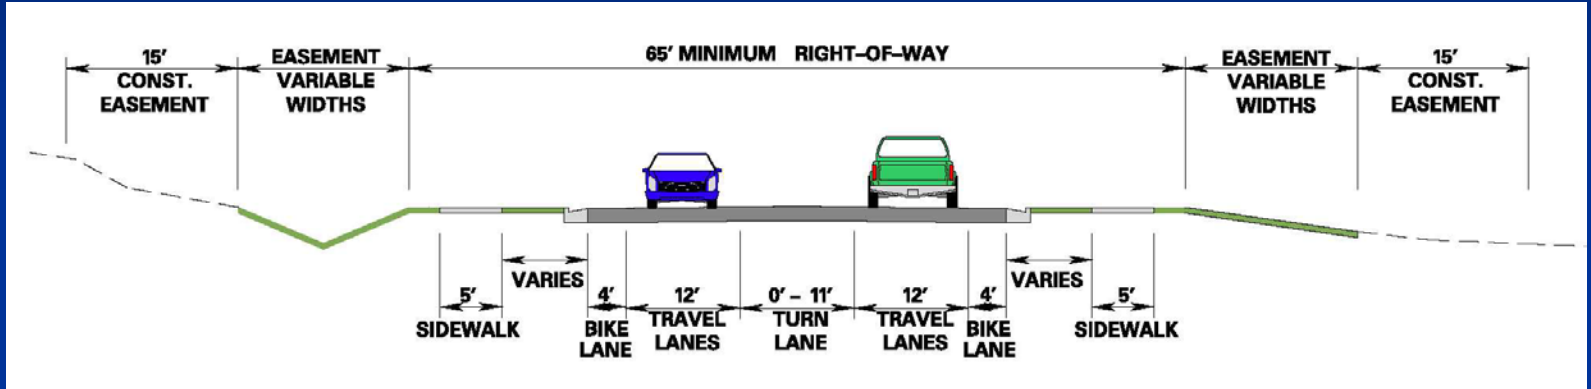 15'
CONST.
EASEMENT
EASEMENT
VARIABLE
WIDTHS
65' MINIMUM RIGHT-OF-WAY
EASEMENT
VARIABLE
WIDTHS
15'
CONST.
EASEMENT
5'
SIDEWALK
VARIES
4'
BIKE
LANE
12'
TRAVEL
LANES
0' - 11'
TURN
LANE
12'
TRAVEL
LANES
4'
BIKE
LANE
VARIES
5'
SIDEWALK